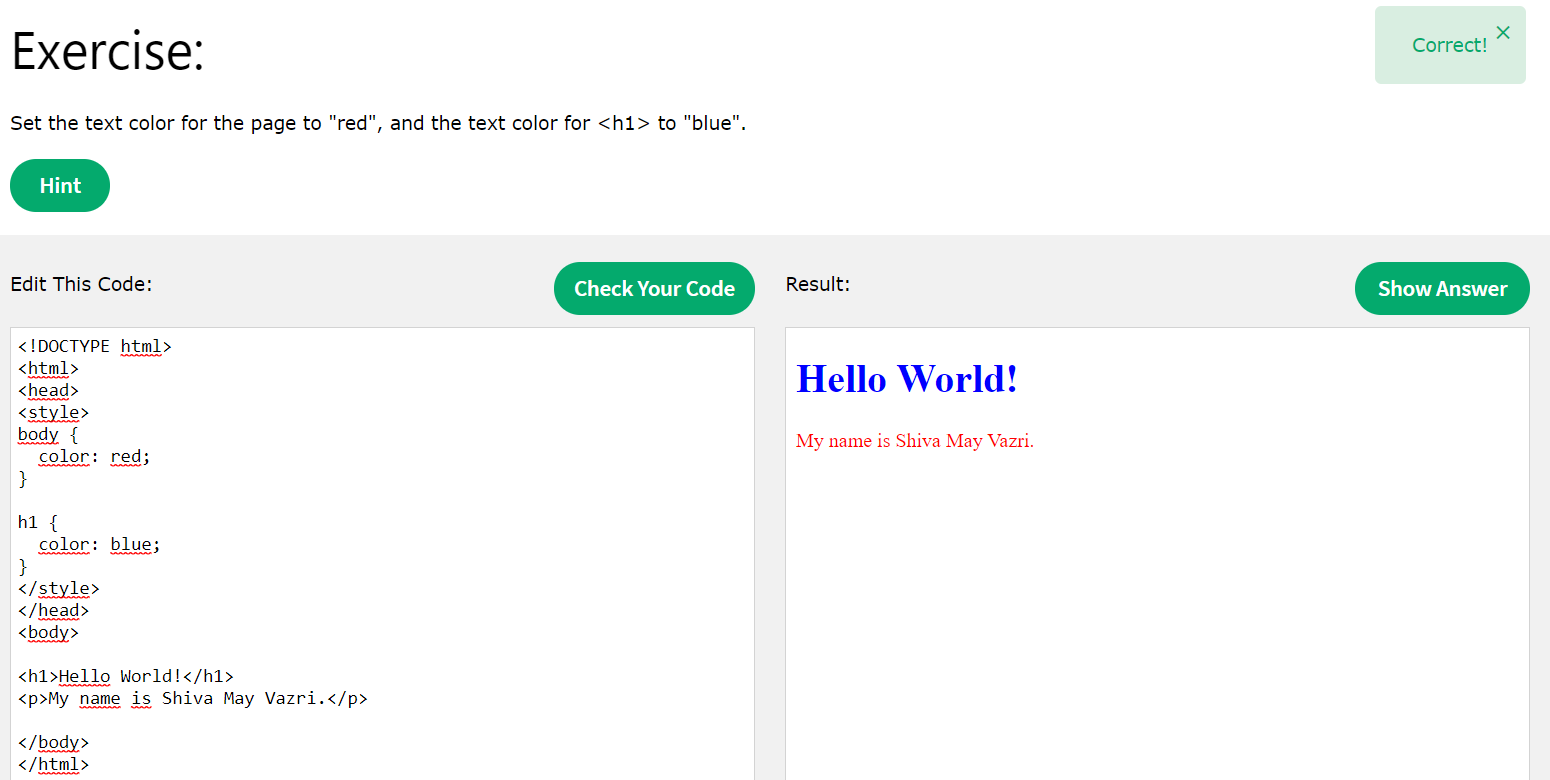 Exercise:
Correct! ×
Set the text color for the page to "red", and the text color for <h1> to "blue".
Hint
Edit This Code:
Check Your Code
Result:
Show Answer
<!DOCTYPE html>
<html>
<head>
<style>
body {
  color: red;
}

h1 {
  color: blue;
}
</style>
</head>
<body>

<h1>Hello World!</h1>
<p>My name is Shiva May Vazri.</p>

</body>
</html>
Hello World!
My name is Shiva May Vazri.